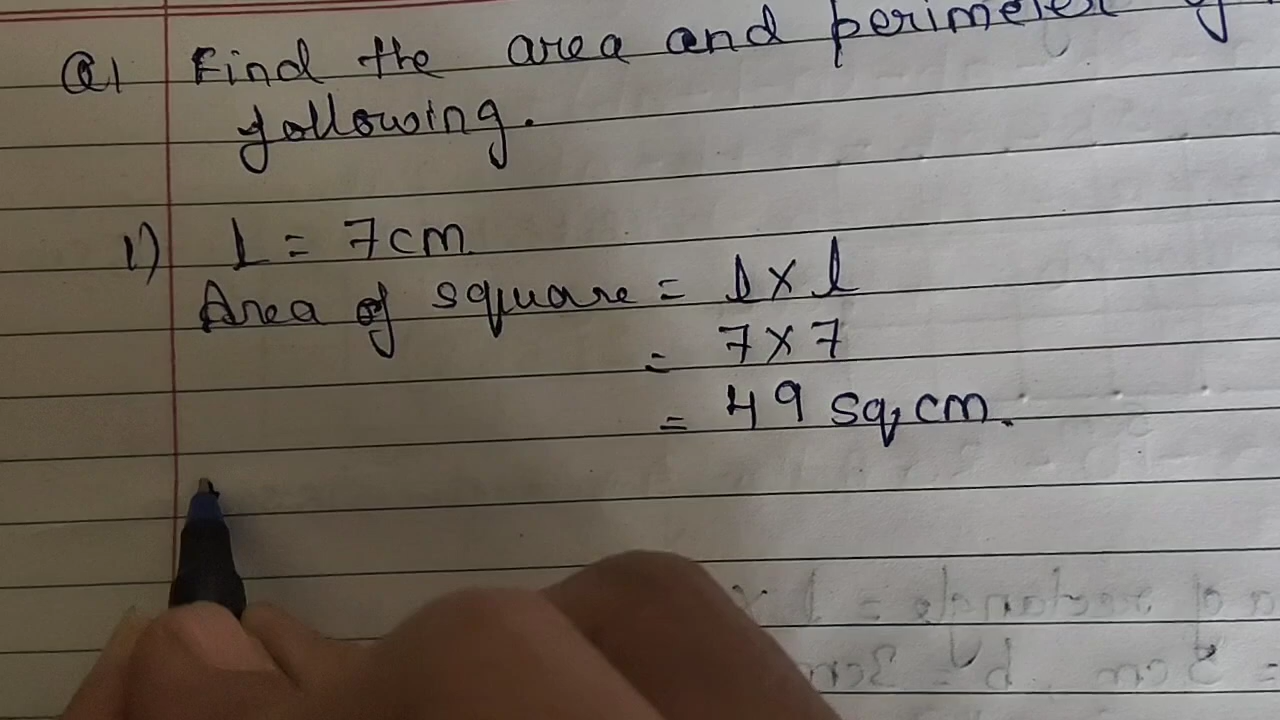 Q1 Find the area and perimeter of
following.
1) l = 7cm
Area of square = l × l
= 7 × 7
= 49 sq, cm.